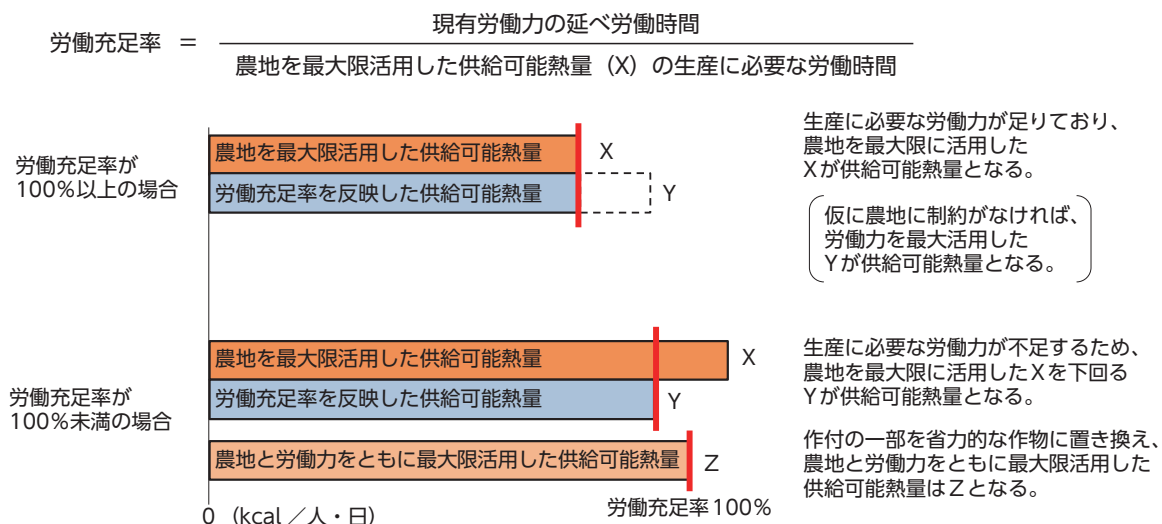 労働充足率 ＝
現有労働力の延べ労働時間
農地を最大限活用した供給可能熱量（X）の生産に必要な労働時間
労働充足率が
100％以上の場合
農地を最大限活用した供給可能熱量
X
労働充足率を反映した供給可能熱量
Y
生産に必要な労働力が足りており、
農地を最大限に活用した
Xが供給可能熱量となる。
仮に農地に制約がなければ、
労働力を最大活用した
Yが供給可能熱量となる。
労働充足率が
100％未満の場合
農地を最大限活用した供給可能熱量
X
労働充足率を反映した供給可能熱量
Y
農地と労働力をともに最大限活用した供給可能熱量
Z
生産に必要な労働力が不足するため、
農地を最大限に活用したXを下回る
Yが供給可能熱量となる。
作付の一部を省力的な作物に置き換え、
農地と労働力をともに最大限活用した
供給可能熱量はZとなる。
0 （kcal／人・日）
労働充足率100％